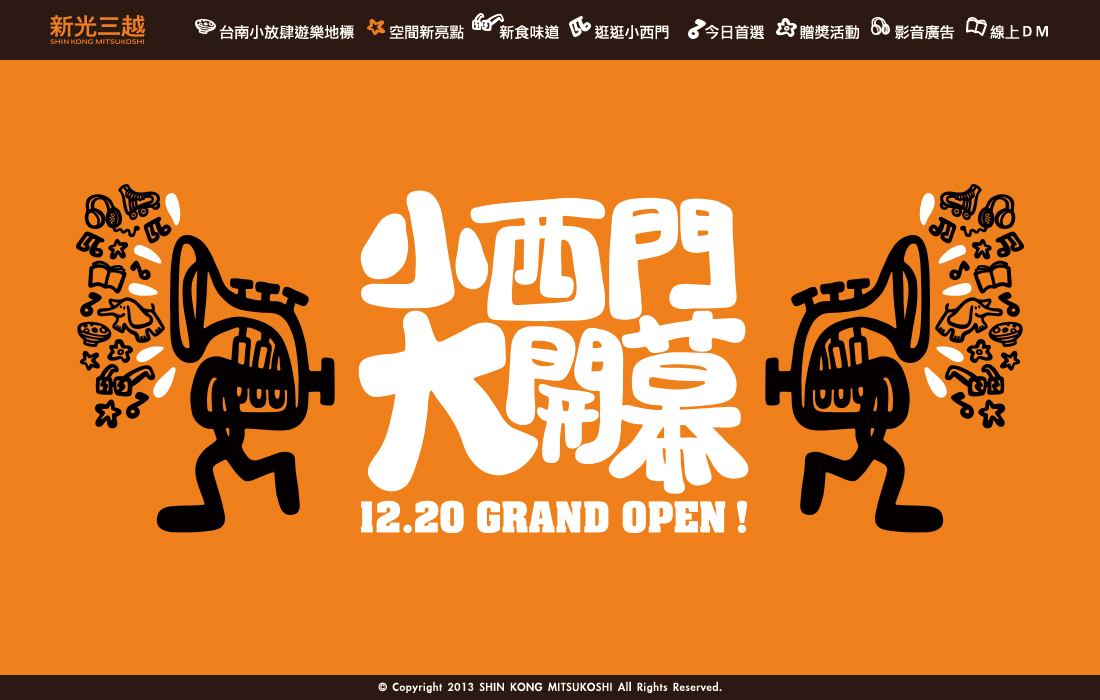 新光三越
SHIN KONG MITSUKOSHI
台南小放肆遊樂地標
空間新亮點
新食味道
逛逛小西門
今日首選
贈獎活動
影音廣告
線上DM
小西門
大開幕
12.20 GRAND OPEN!
© Copyright 2013 SHIN KONG MITSUKOSHI All Rights Reserved.